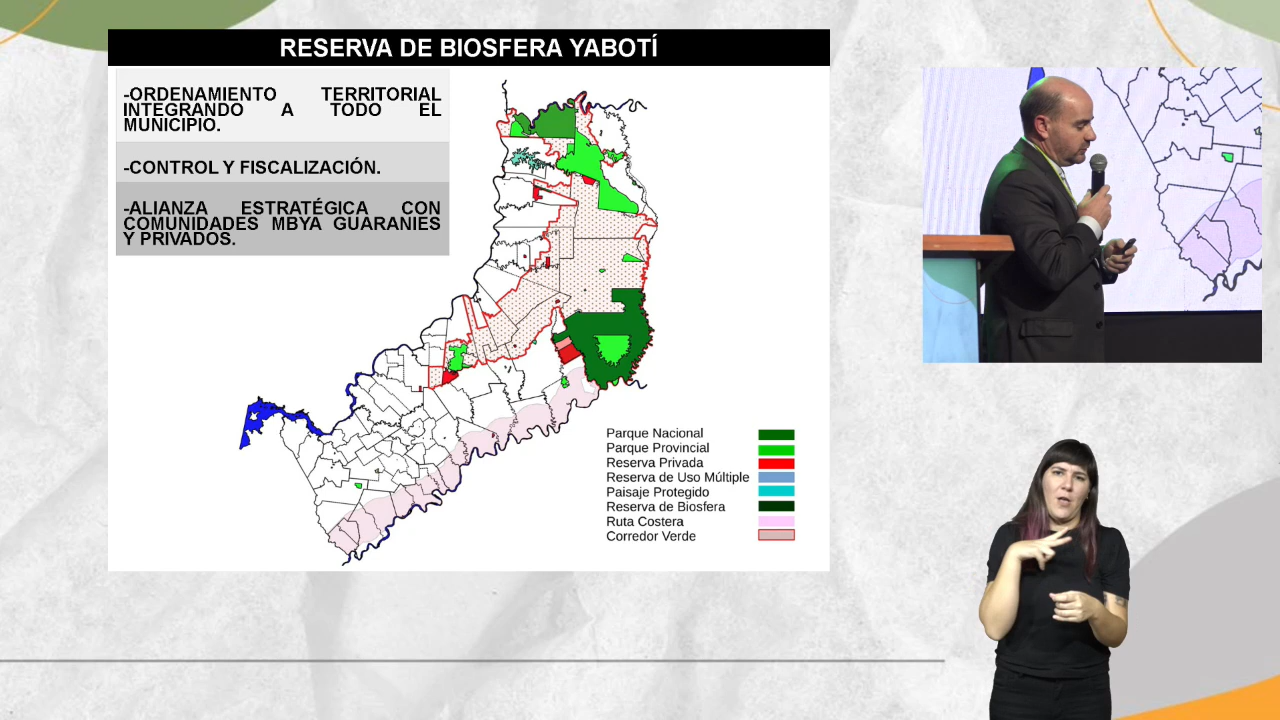 RESERVA DE BIOSFERA YABOTÍ
-ORDENAMIENTO TERRITORIAL
INTEGRANDO A TODO EL
MUNICIPIO.
-CONTROL Y FISCALIZACIÓN.
-ALIANZA ESTRATÉGICA CON
COMUNIDADES MBYA GUARANIES
Y PRIVADOS.
Parque Nacional
Parque Provincial
Reserva Privada
Reserva de Uso Múltiple
Paisaje Protegido
Reserva de Biosfera
Ruta Costera
Corredor Verde